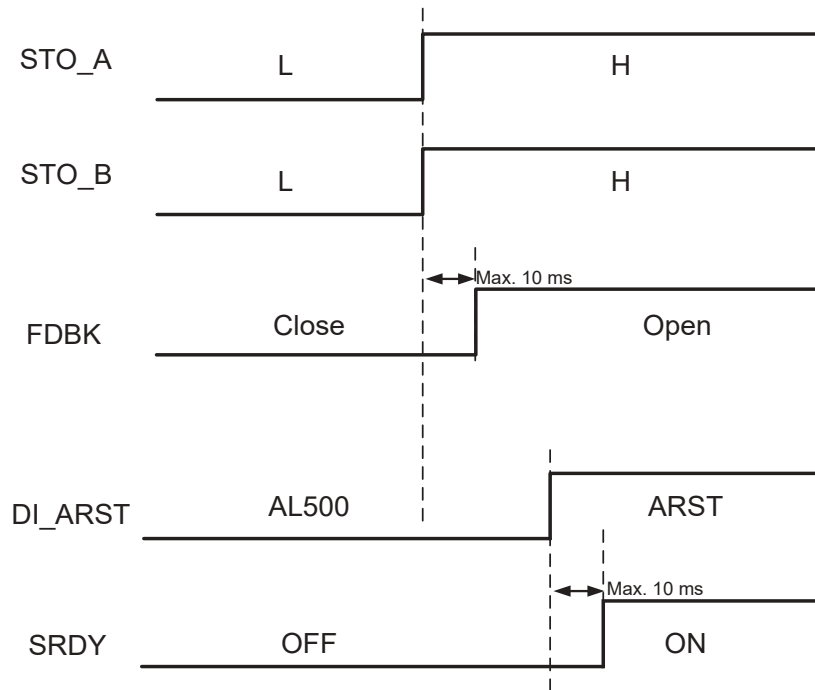 STO_A L H
STO_B L H
Max. 10 ms
FDBK Close Open
DI_ARST AL500 ARST
Max. 10 ms
SRDY OFF ON